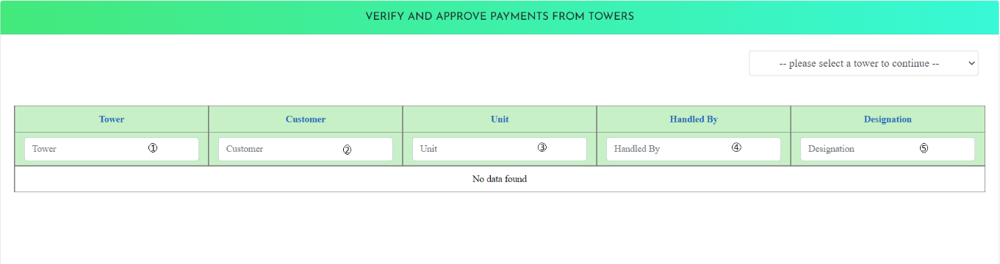 VERIFY AND APPROVE PAYMENTS FROM TOWERS
-- please select a tower to continue --
Tower Customer Unit Handled By Designation
Tower ① Customer ② Unit ③ Handled By ④ Designation ⑤
No data found